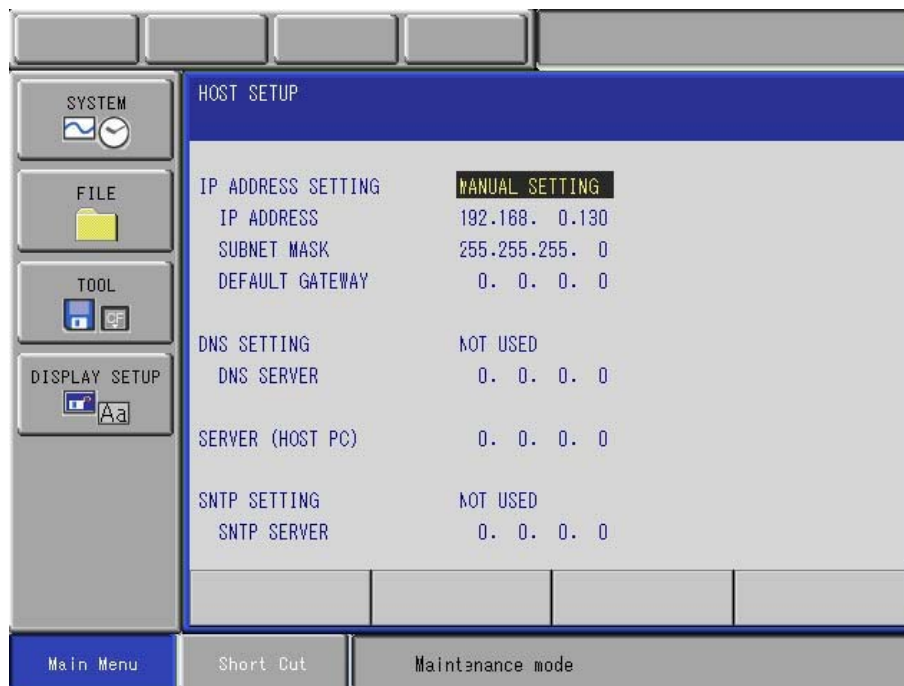 SYSTEM
FILE
TOOL
CF
DISPLAY SETUP
Aa
HOST SETUP
IP ADDRESS SETTING MANUAL SETTING
IP ADDRESS 192.168. 0.130
SUBNET MASK 255.255.255. 0
DEFAULT GATEWAY 0. 0. 0. 0
DNS SETTING NOT USED
DNS SERVER 0. 0. 0. 0
SERVER (HOST PC) 0. 0. 0. 0
SNTP SETTING NOT USED
SNTP SERVER 0. 0. 0. 0
Main Menu Short Cut Maintenance mode